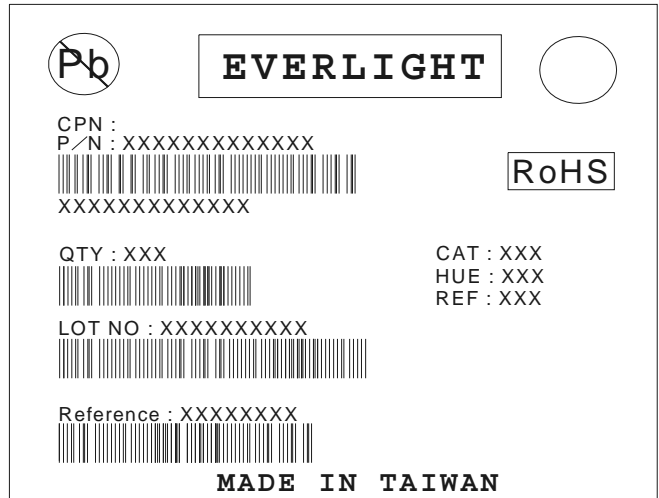 Pb
EVERLIGHT
CPN :
P/N : XXXXXXXXXXXXX
RoHS
XXXXXXXXXXXXX
QTY : XXX
CAT : XXX
HUE : XXX
REF : XXX
LOT NO : XXXXXXXXXX
Reference : XXXXXXXX
MADE IN TAIWAN